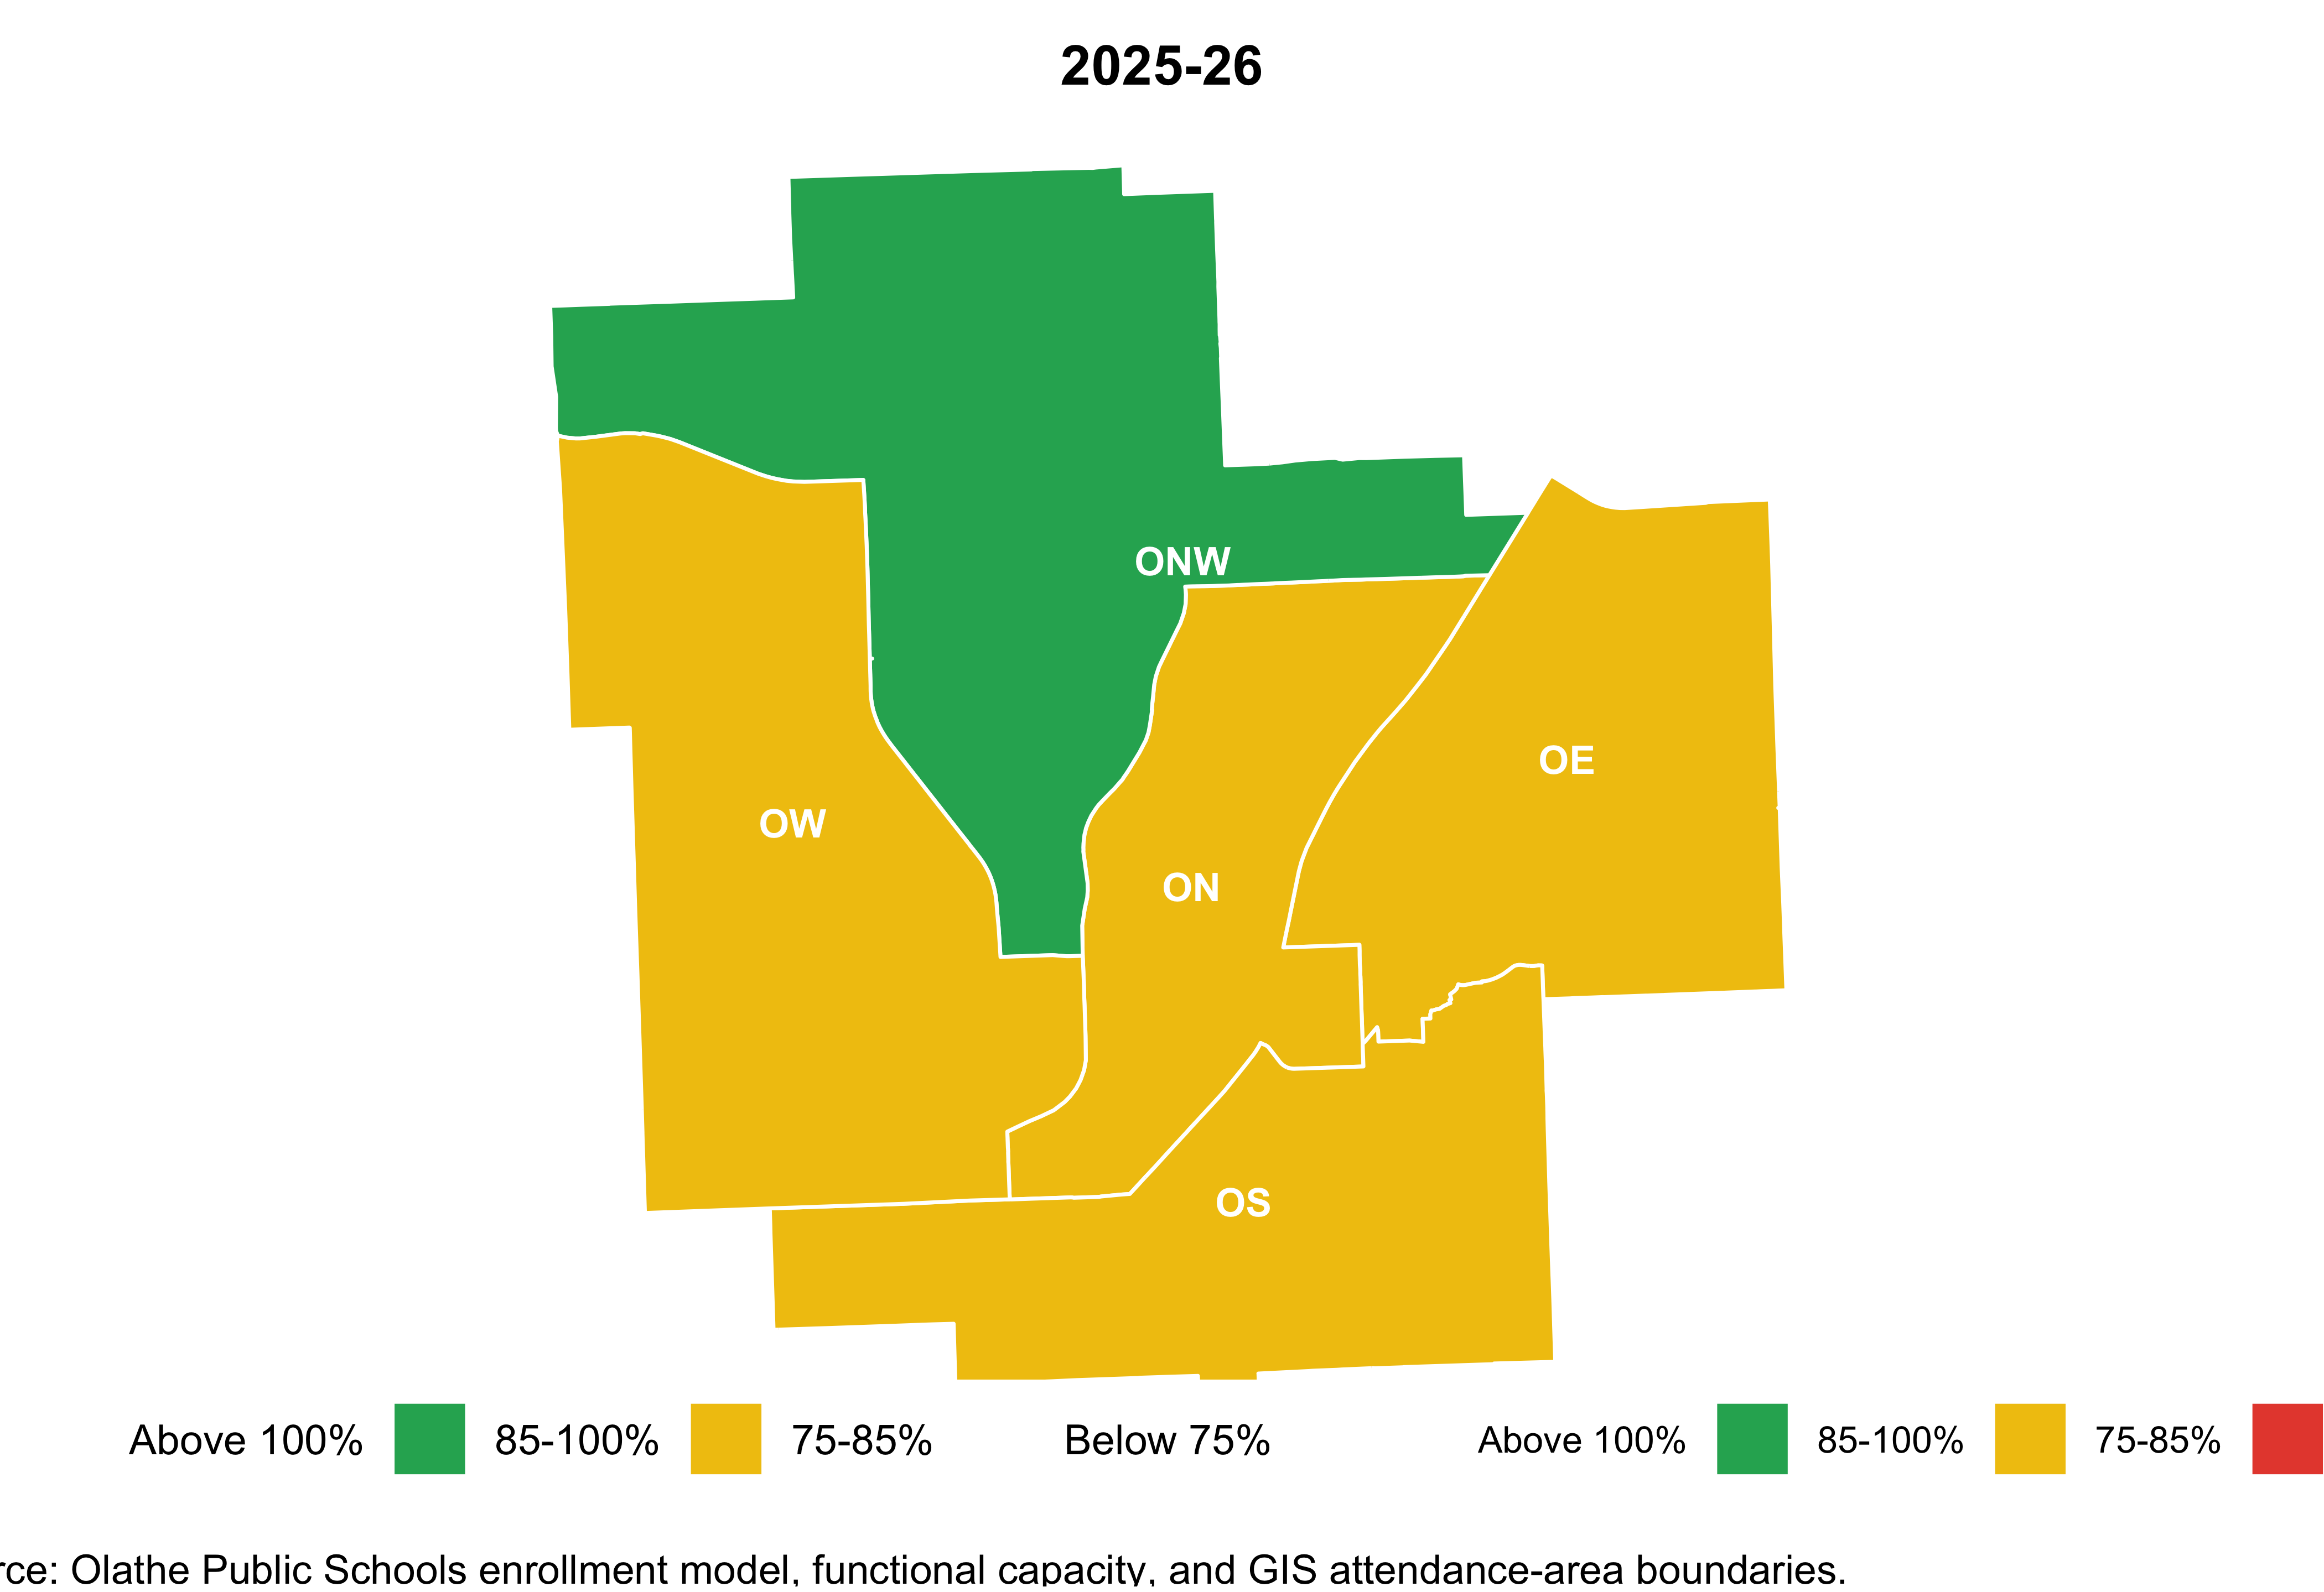 2025-26
ONW
OE
OW
ON
OS
Above 100% 85-100% 75-85% Below 75% Above 100% 85-100% 75-85%
rce: Olathe Public Schools enrollment model, functional capacity, and GIS attendance-area boundaries.